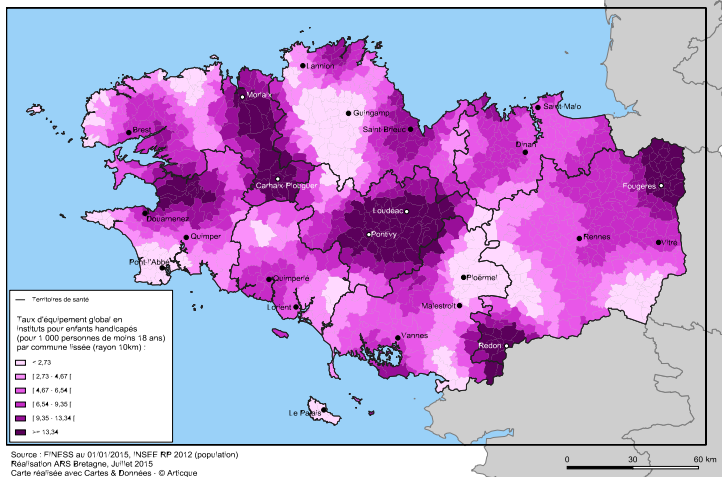 Lannion
Morlaix
Guingamp
Saint-Malo
Brest
Saint-Brieuc
Dinan
Carhaix-Plouguer
Fougeres
Loudéac
Douarnenez
Pontivy
Quimper
Rennes
Vitré
Pont-l'Abbé
Quimperlé
Ploërmel
Lorient
Malestroit
Vannes
Redon
Le Palais
Territoires de santé
Taux d'équipement global en
instituts pour enfants handicapés
(pour 1 000 personnes de moins 18 ans)
par commune lissée (rayon 10km) :
< 2,73
[ 2,73 - 4,67 [
[ 4,67 - 6,54 [
[ 6,54 - 9,35 [
[ 9,35 - 13,34 [
>= 13,34
Source : FINESS au 01/01/2015, INSEE RP 2012 (population)
Réalisation ARS Bretagne, Juillet 2015
Carte réalisée avec Cartes & Données - © Articque
0 30 60 km